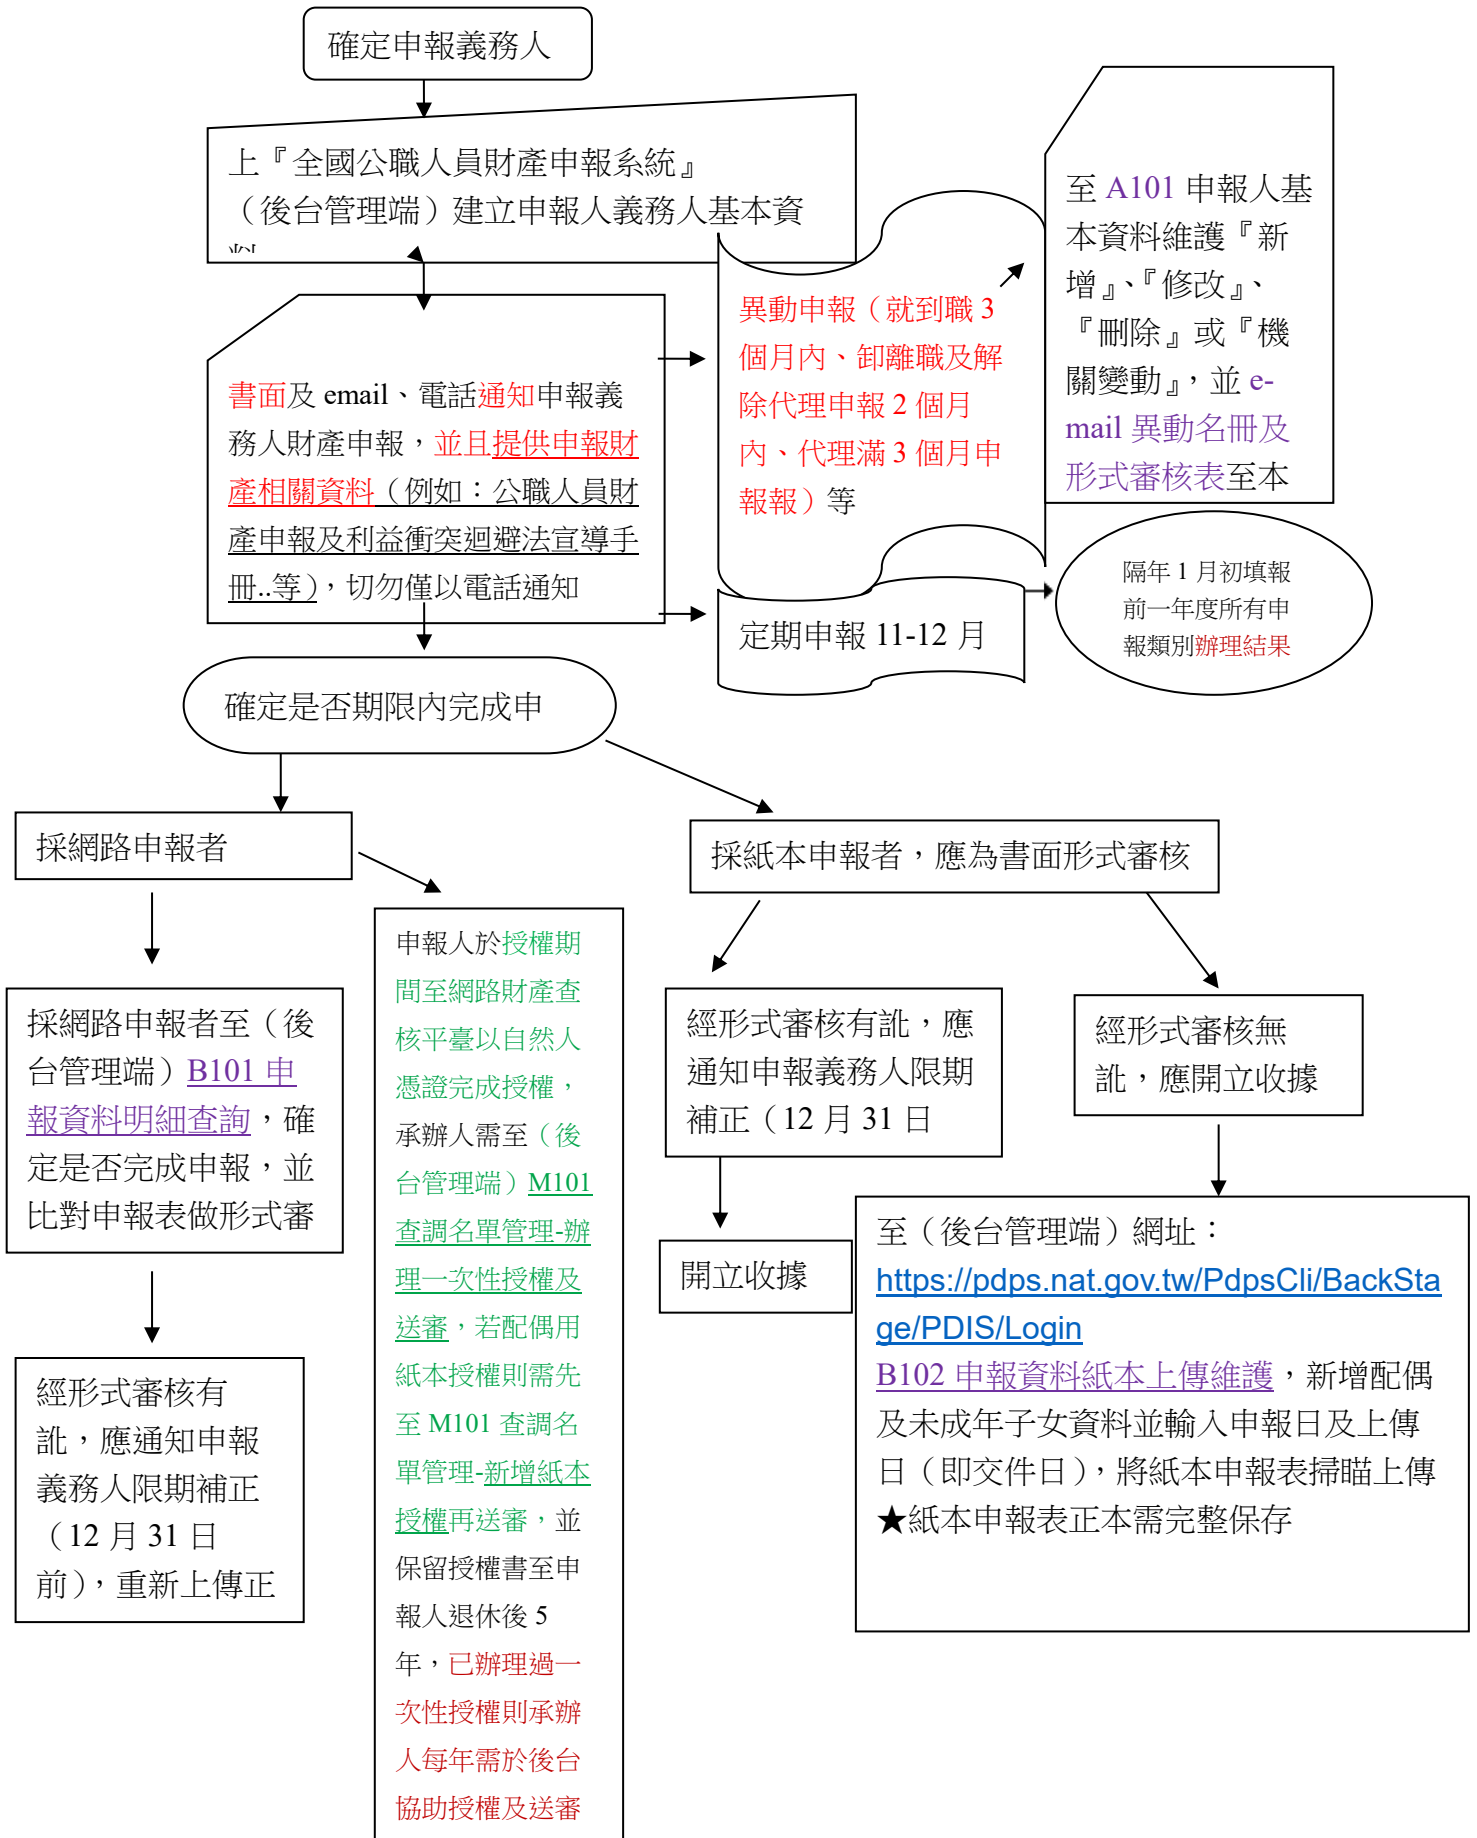 確定申報義務人
上『全國公職人員財產申報系統』
（後台管理端）建立申報人義務人基本資
書面及 email、電話通知申報義
務人財產申報，並且提供申報財
產相關資料（例如：公職人員財
產申報及利益衝突迴避法宣導手
冊..等），切勿僅以電話通知
異動申報（就到職 3
個月內、卸離職及解
除代理申報 2 個月
內、代理滿 3 個月申
報報）等
至 A101 申報人基
本資料維護『新
增』、『修改』、
『刪除』或『機
關變動』，並 e-
mail 異動名冊及
形式審核表至本
定期申報 11-12 月
隔年 1 月初填報
前一年度所有申
報類別辦理結果
確定是否期限內完成申
採網路申報者
採網路申報者至（後
台管理端）B101 申
報資料明細查詢，確
定是否完成申報，並
比對申報表做形式審
經形式審核有
訛，應通知申報
義務人限期補正
（12 月 31 日
前），重新上傳正
申報人於授權期
間至網路財產查
核平臺以自然人
憑證完成授權，
承辦人需至（後
台管理端）M101
查調名單管理-辦
理一次性授權及
送審，若配偶用
紙本授權則需先
至 M101 查調名
單管理-新增紙本
授權再送審，並
保留授權書至申
報人退休後 5
年，已辦理過一
次性授權則承辦
人每年需於後台
協助授權及送審
採紙本申報者，應為書面形式審核
經形式審核有訛，應
通知申報義務人限期
補正（12 月 31 日
開立收據
經形式審核無
訛，應開立收據
至（後台管理端）網址：
https://pdps.nat.gov.tw/PdpsCli/BackSta
ge/PDIS/Login
B102 申報資料紙本上傳維護，新增配偶
及未成年子女資料並輸入申報日及上傳
日（即交件日），將紙本申報表掃瞄上傳
★紙本申報表正本需完整保存